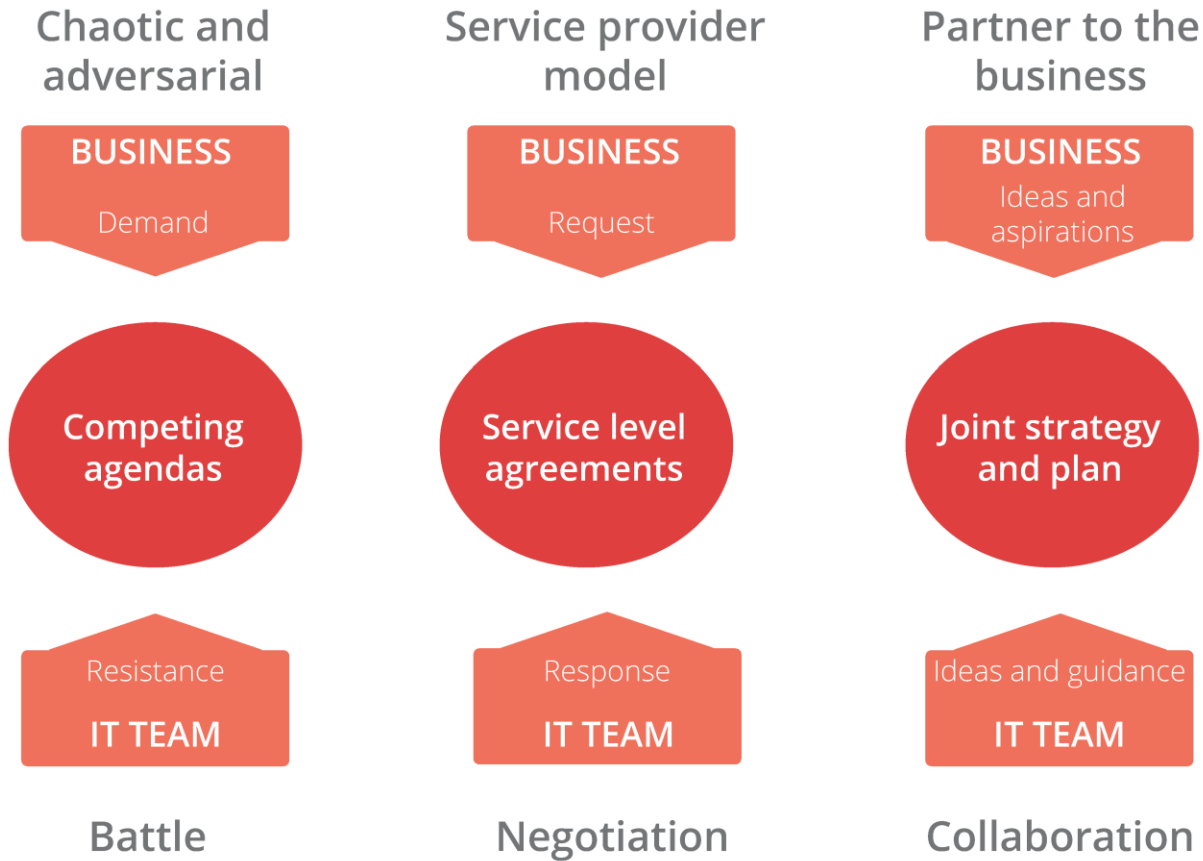 Chaotic and
adversarial
BUSINESS
Demand
Competing
agendas
Resistance
IT TEAM
Battle
Service provider
model
BUSINESS
Request
Service level
agreements
Response
IT TEAM
Negotiation
Partner to the
business
BUSINESS
Ideas and
aspirations
Joint strategy
and plan
Ideas and guidance
IT TEAM
Collaboration